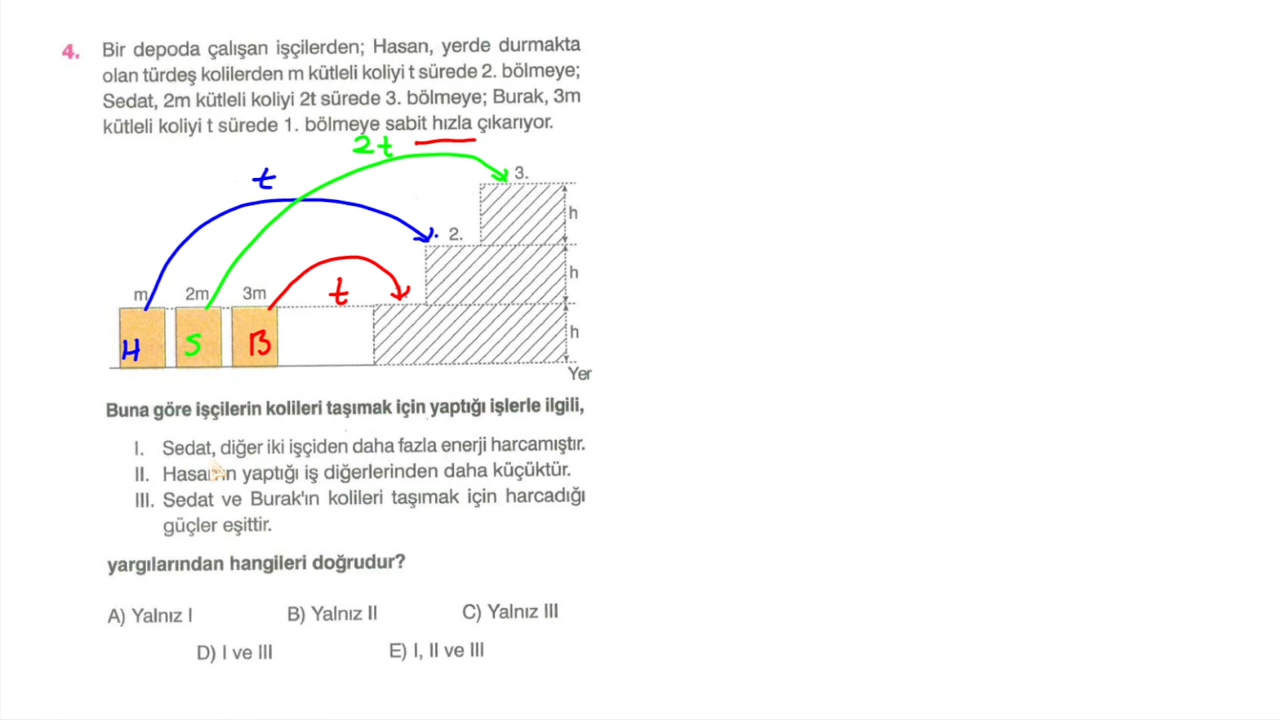 4. Bir depoda çalışan işçilerden; Hasan, yerde durmakta
olan türdeş kolilerden m kütleli koliyi t sürede 2. bölmeye;
Sedat, 2m kütleli koliyi 2t sürede 3. bölmeye; Burak, 3m
kütleli koliyi t sürede 1. bölmeye sabit hızla çıkarıyor.
2t
t
3.
h
2.
h
m 2m 3m
t
H S B
h
Yer
Buna göre işçilerin kolileri taşımak için yaptığı işlerle ilgili,
I. Sedat, diğer iki işçiden daha fazla enerji harcamıştır.
II. Hasanın yaptığı iş diğerlerinden daha küçüktür.
III. Sedat ve Burak'ın kolileri taşımak için harcadığı
güçler eşittir.
yargılarından hangileri doğrudur?
A) Yalnız I B) Yalnız II C) Yalnız III
D) I ve III E) I, II ve III